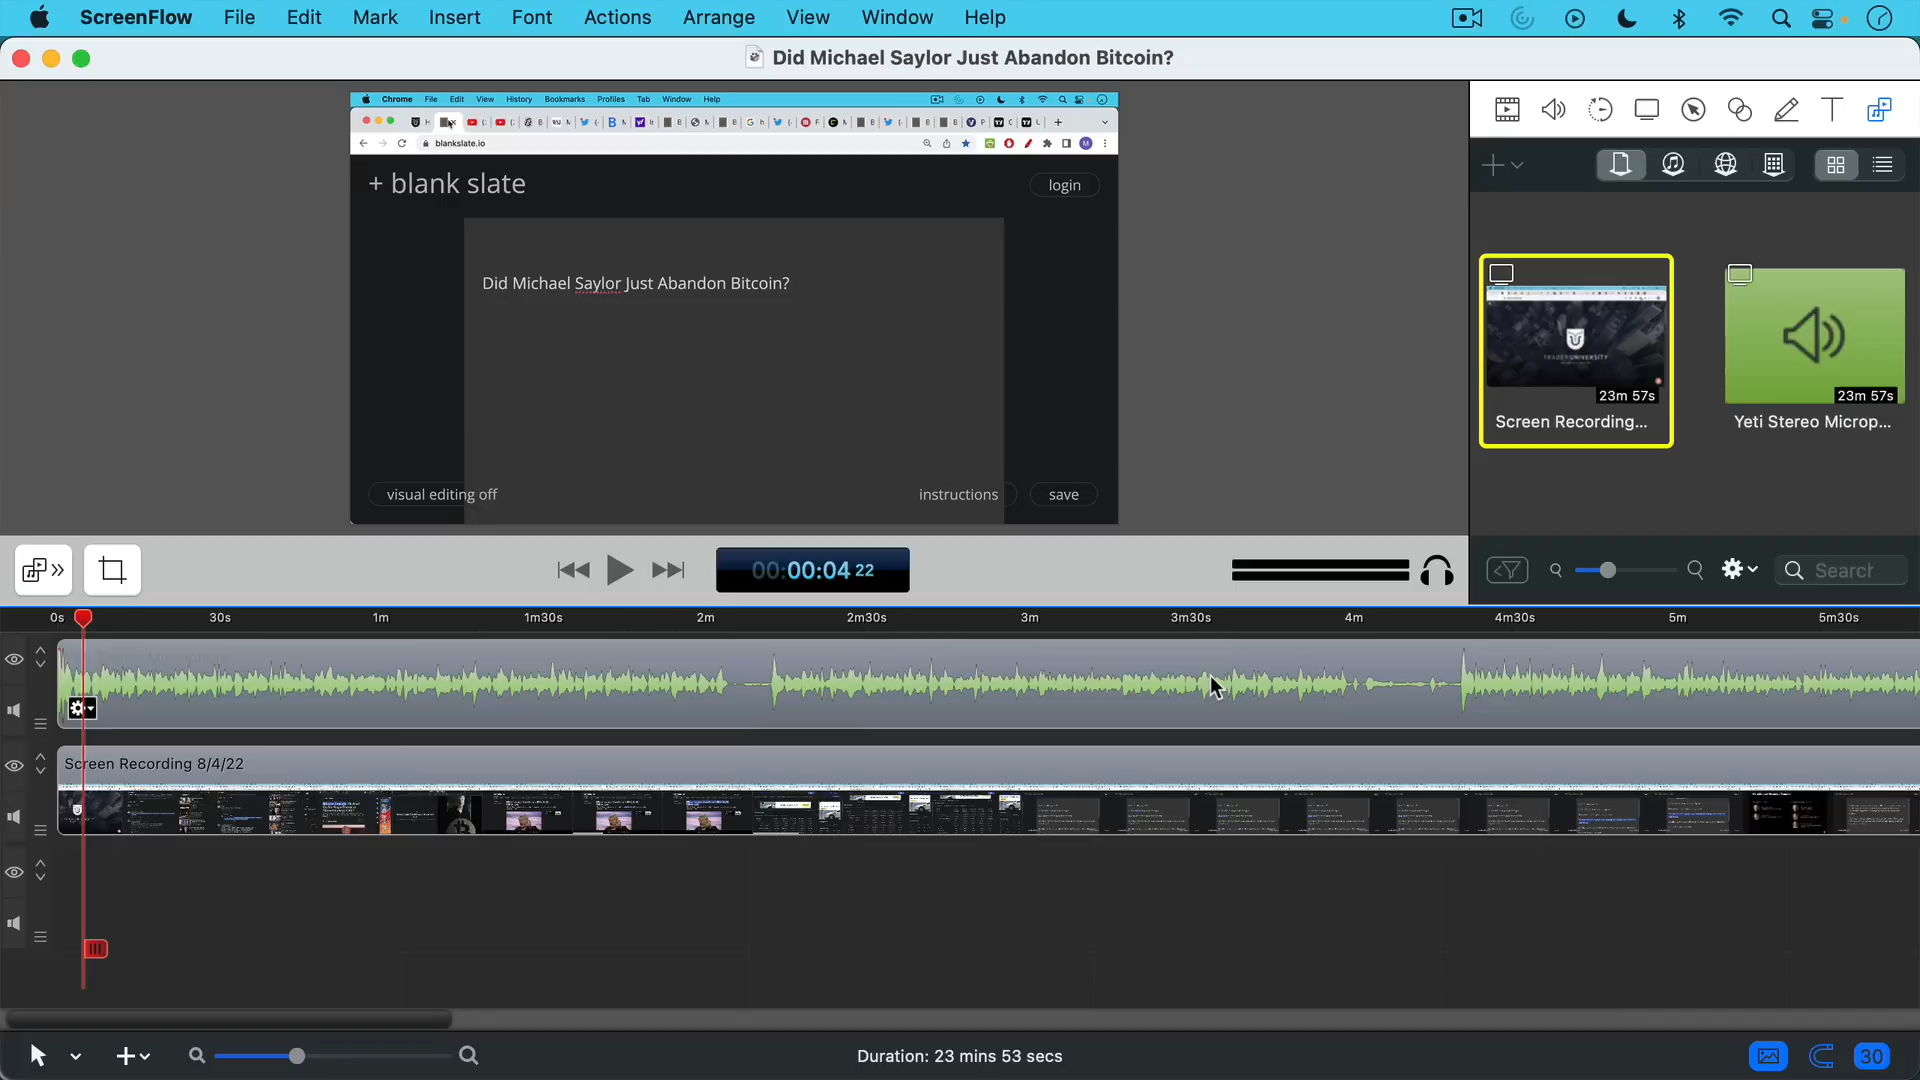 ScreenFlow File Edit Mark Insert Font Actions Arrange View Window Help
Did Michael Saylor Just Abandon Bitcoin?
Chrome File Edit View History Bookmarks Profiles Tab Window Help
blankslate.io
+ blank slate
login
Did Michael Saylor Just Abandon Bitcoin?
visual editing off
instructions
save
TRADERUNIVERSITY
23m 57s
23m 57s
Screen Recording...
Yeti Stereo Microp...
00:00:04 22
Search
0s 30s 1m 1m30s 2m 2m30s 3m 3m30s 4m 4m30s 5m 5m30s
Screen Recording 8/4/22
Duration: 23 mins 53 secs
30